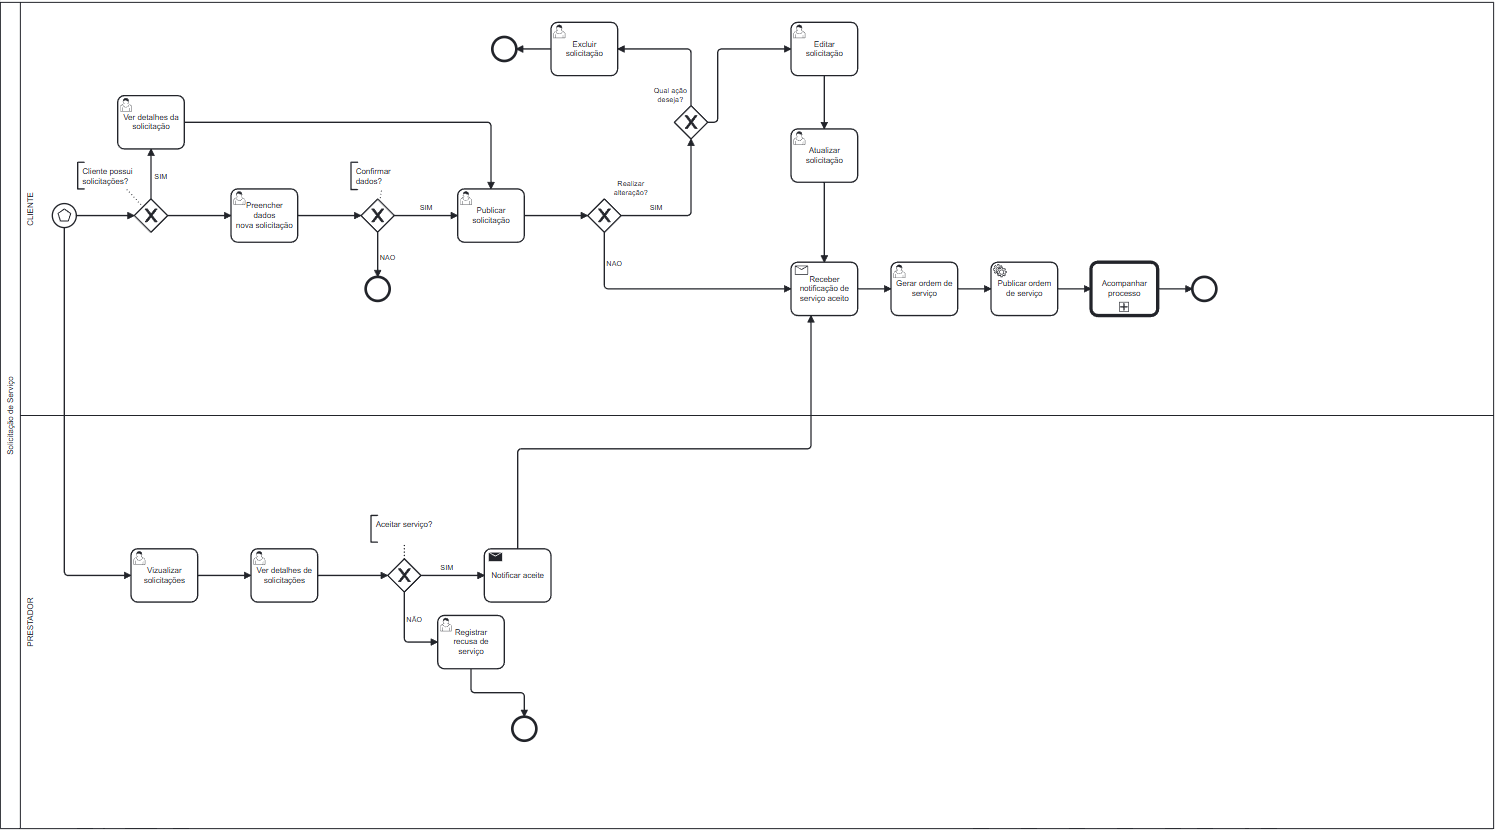 Solicitação de Serviço
CLIENTE
Excluir
solicitação
Editar
solicitação
Qual ação
deseja?
Ver detalhes da
solicitação
Atualizar
solicitação
Cliente possui
solicitações?
SIM
Confirmar
dados?
Realizar
alteração?
Preencher
dados
nova solicitação
SIM
Publicar
solicitação
SIM
NAO
NAO
Receber
notificação de
serviço aceito
Gerar ordem de
serviço
Publicar ordem
de serviço
Acompanhar
processo
PRESTADOR
Aceitar serviço?
Vizualizar
solicitações
Ver detalhes de
solicitações
SIM
Notificar aceite
NÃO
Registrar
recusa de
serviço